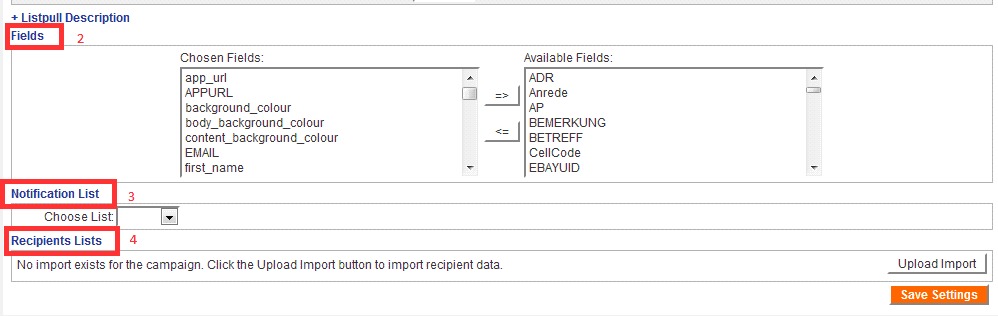 + Listpull Description
Fields 2
Chosen Fields: Available Fields:
app_url => ADR
APPURL Anrede
background_colour AP
body_background_colour <= BEMERKUNG
content_background_colour BETREFF
EMAIL CellCode
first_name EBAYUID
Notification List 3
Choose List:
Recipients Lists 4
No import exists for the campaign. Click the Upload Import button to import recipient data. Upload Import
Save Settings